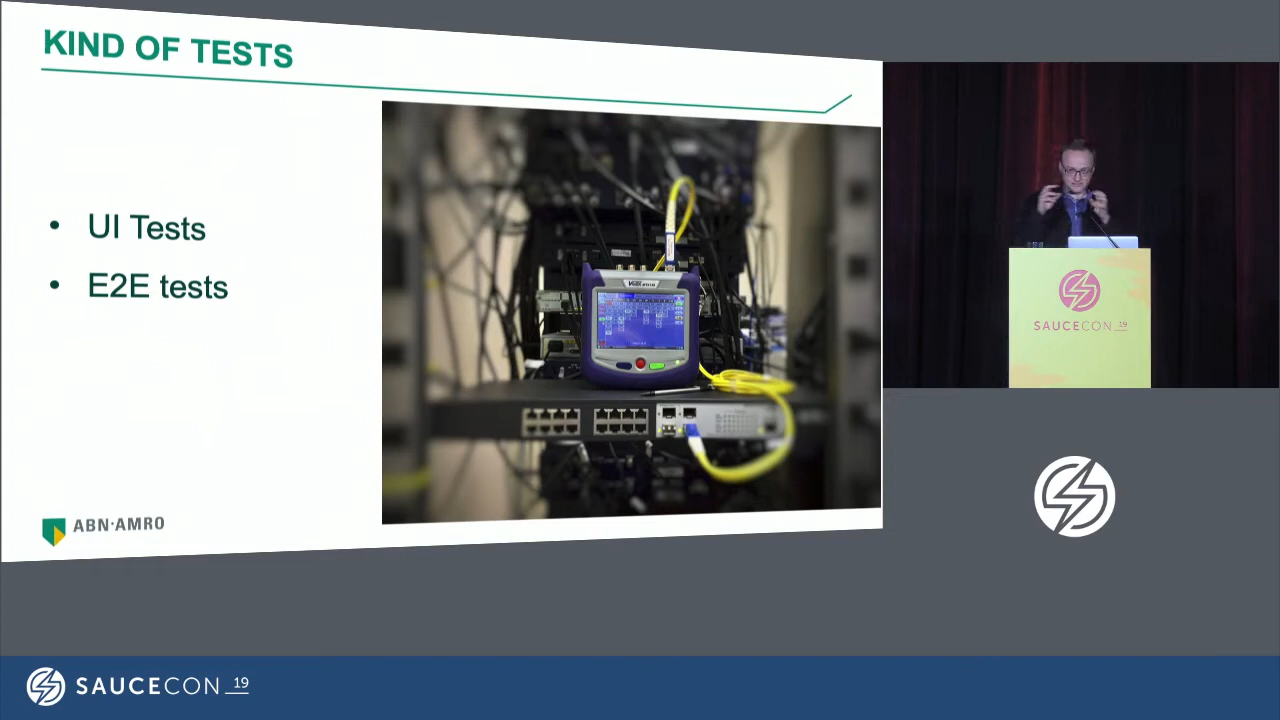 KIND OF TESTS
• UI Tests
• E2E tests
ABN·AMRO
SAUCECON 19
SAUCECON 19